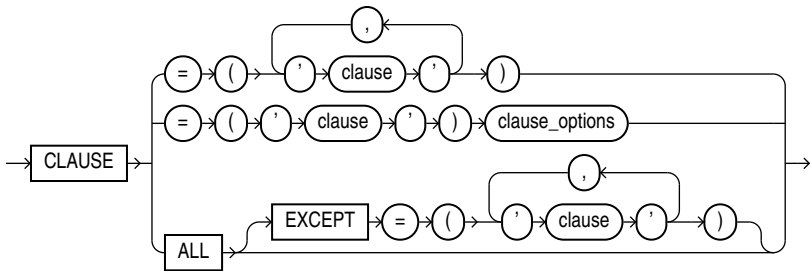 ,
= ( ' clause ' )
= ( ' clause ' ) clause_options
CLAUSE
,
EXCEPT = ( ' clause ' )
ALL